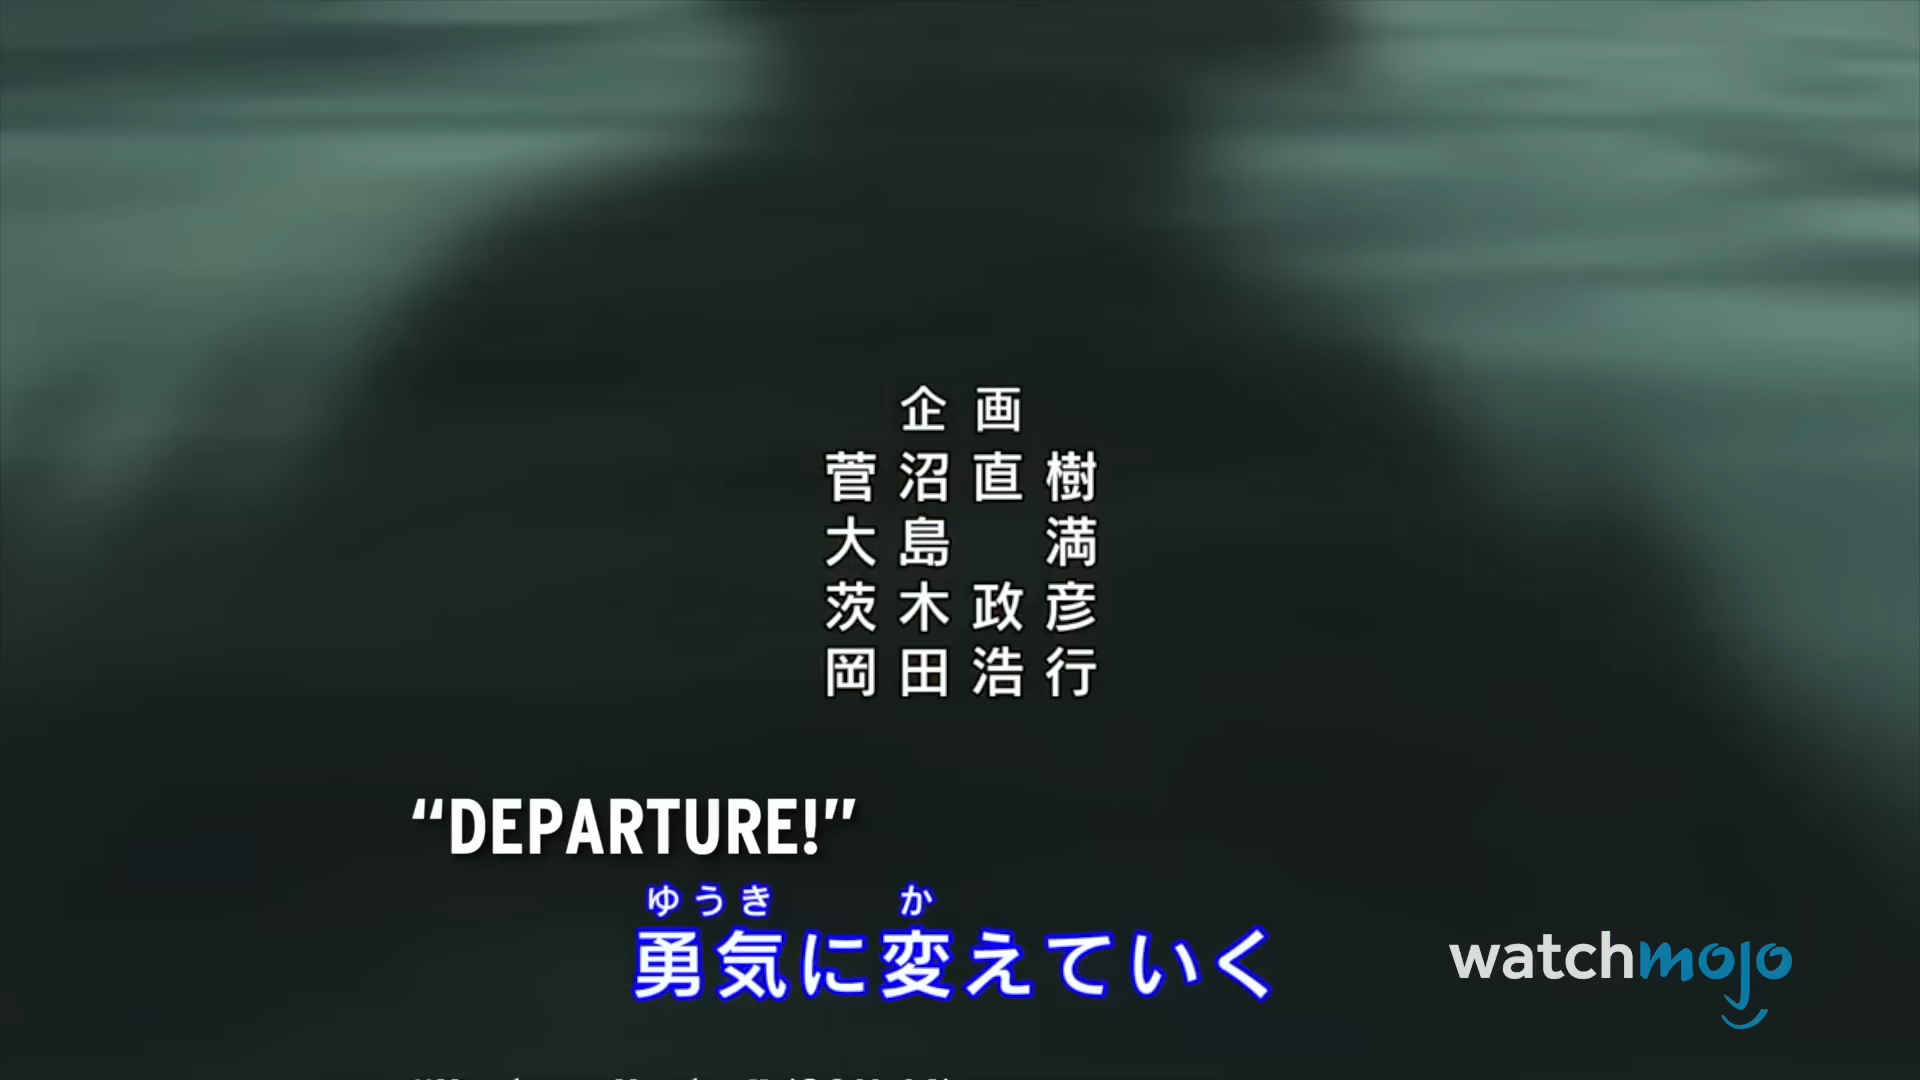 企画
菅沼直樹
大島 満
茨木政彦
岡田浩行
“DEPARTURE!”
ゆうき か
勇気に変えていく
watchmojo